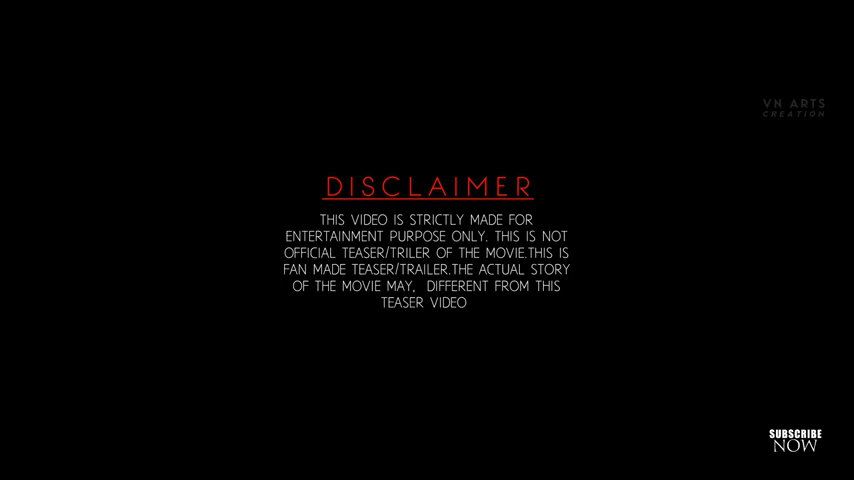 VN ARTS
CREATION
DISCLAIMER
THIS VIDEO IS STRICTLY MADE FOR
ENTERTAINMENT PURPOSE ONLY. THIS IS NOT
OFFICIAL TEASER/TRILER OF THE MOVIE.THIS IS
FAN MADE TEASER/TRAILER.THE ACTUAL STORY
OF THE MOVIE MAY,  DIFFERENT FROM THIS
TEASER VIDEO
SUBSCRIBE
NOW